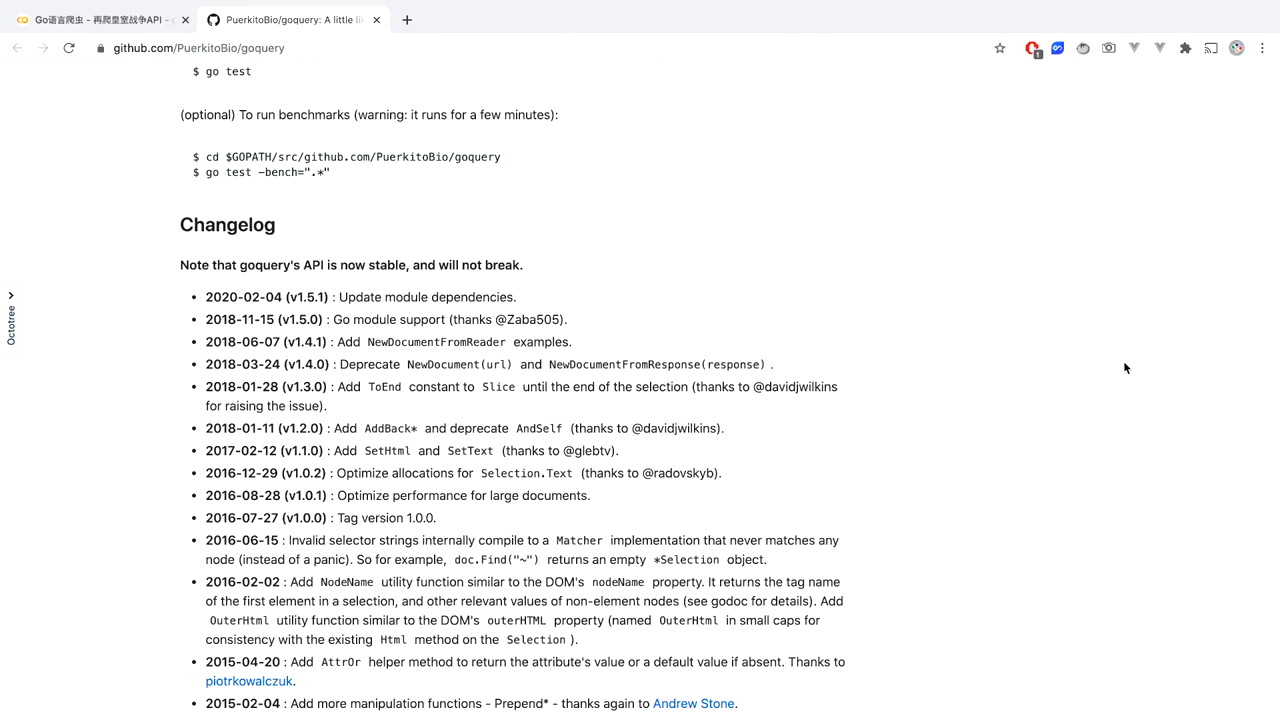 Go语言爬虫 - 再爬皇室战争API -
PuerkitoBio/goquery: A little li
github.com/PuerkitoBio/goquery
1
$ go test
(optional) To run benchmarks (warning: it runs for a few minutes):
$ cd $GOPATH/src/github.com/PuerkitoBio/goquery
$ go test -bench=".*"
Changelog
Note that goquery's API is now stable, and will not break.
Octotree
• 2020-02-04 (v1.5.1) : Update module dependencies.
• 2018-11-15 (v1.5.0) : Go module support (thanks @Zaba505).
• 2018-06-07 (v1.4.1) : Add NewDocumentFromReader examples.
• 2018-03-24 (v1.4.0) : Deprecate NewDocument(url) and NewDocumentFromResponse(response) .
• 2018-01-28 (v1.3.0) : Add ToEnd constant to Slice until the end of the selection (thanks to @davidjwilkins
for raising the issue).
• 2018-01-11 (v1.2.0) : Add AddBack* and deprecate AndSelf (thanks to @davidjwilkins).
• 2017-02-12 (v1.1.0) : Add SetHtml and SetText (thanks to @glebtv).
• 2016-12-29 (v1.0.2) : Optimize allocations for Selection.Text (thanks to @radovskyb).
• 2016-08-28 (v1.0.1) : Optimize performance for large documents.
• 2016-07-27 (v1.0.0) : Tag version 1.0.0.
• 2016-06-15 : Invalid selector strings internally compile to a Matcher implementation that never matches any
node (instead of a panic). So for example, doc.Find("~") returns an empty *Selection object.
• 2016-02-02 : Add NodeName utility function similar to the DOM's nodeName property. It returns the tag name
of the first element in a selection, and other relevant values of non-element nodes (see godoc for details). Add
OuterHtml utility function similar to the DOM's outerHTML property (named OuterHtml in small caps for
consistency with the existing Html method on the Selection ).
• 2015-04-20 : Add AttrOr helper method to return the attribute's value or a default value if absent. Thanks to
piotrkowalczuk.
• 2015-02-04 : Add more manipulation functions - Prepend* - thanks again to Andrew Stone.